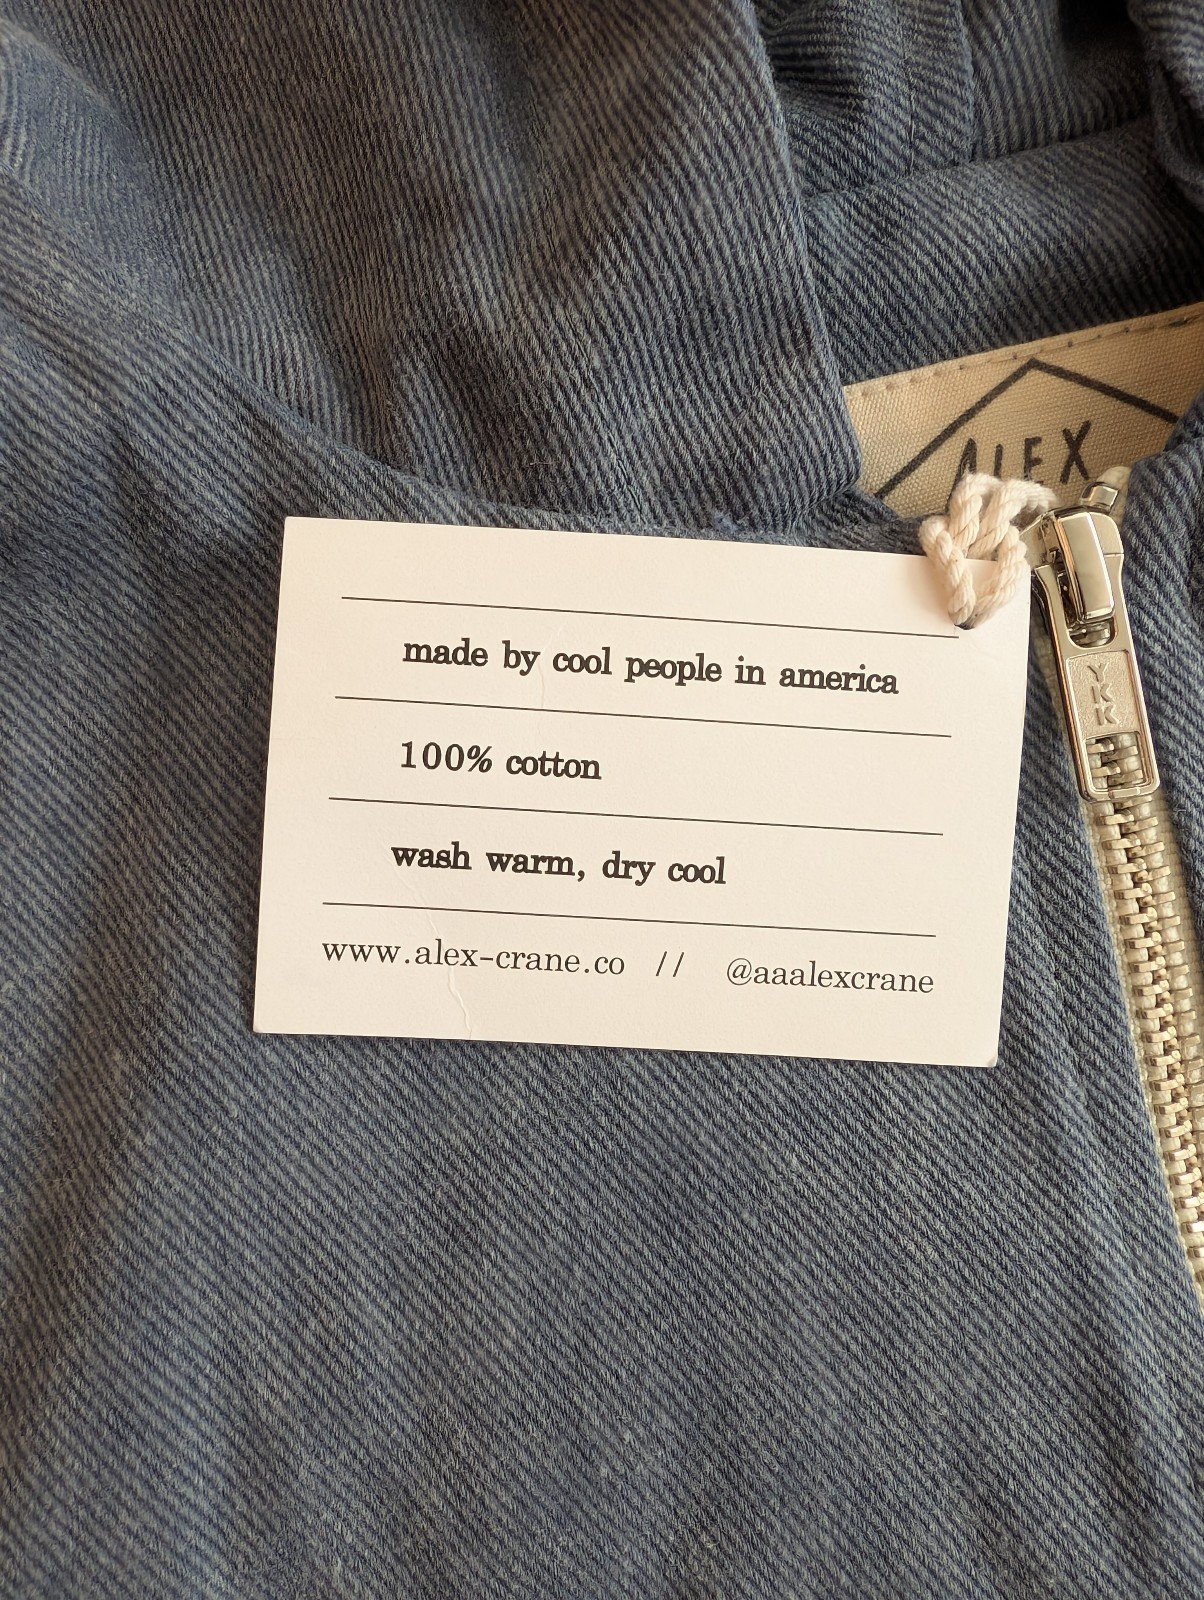 ALEX
made by cool people in america
100% cotton
wash warm, dry cool
www.alex-crane.co // @aaalexcrane
YKK